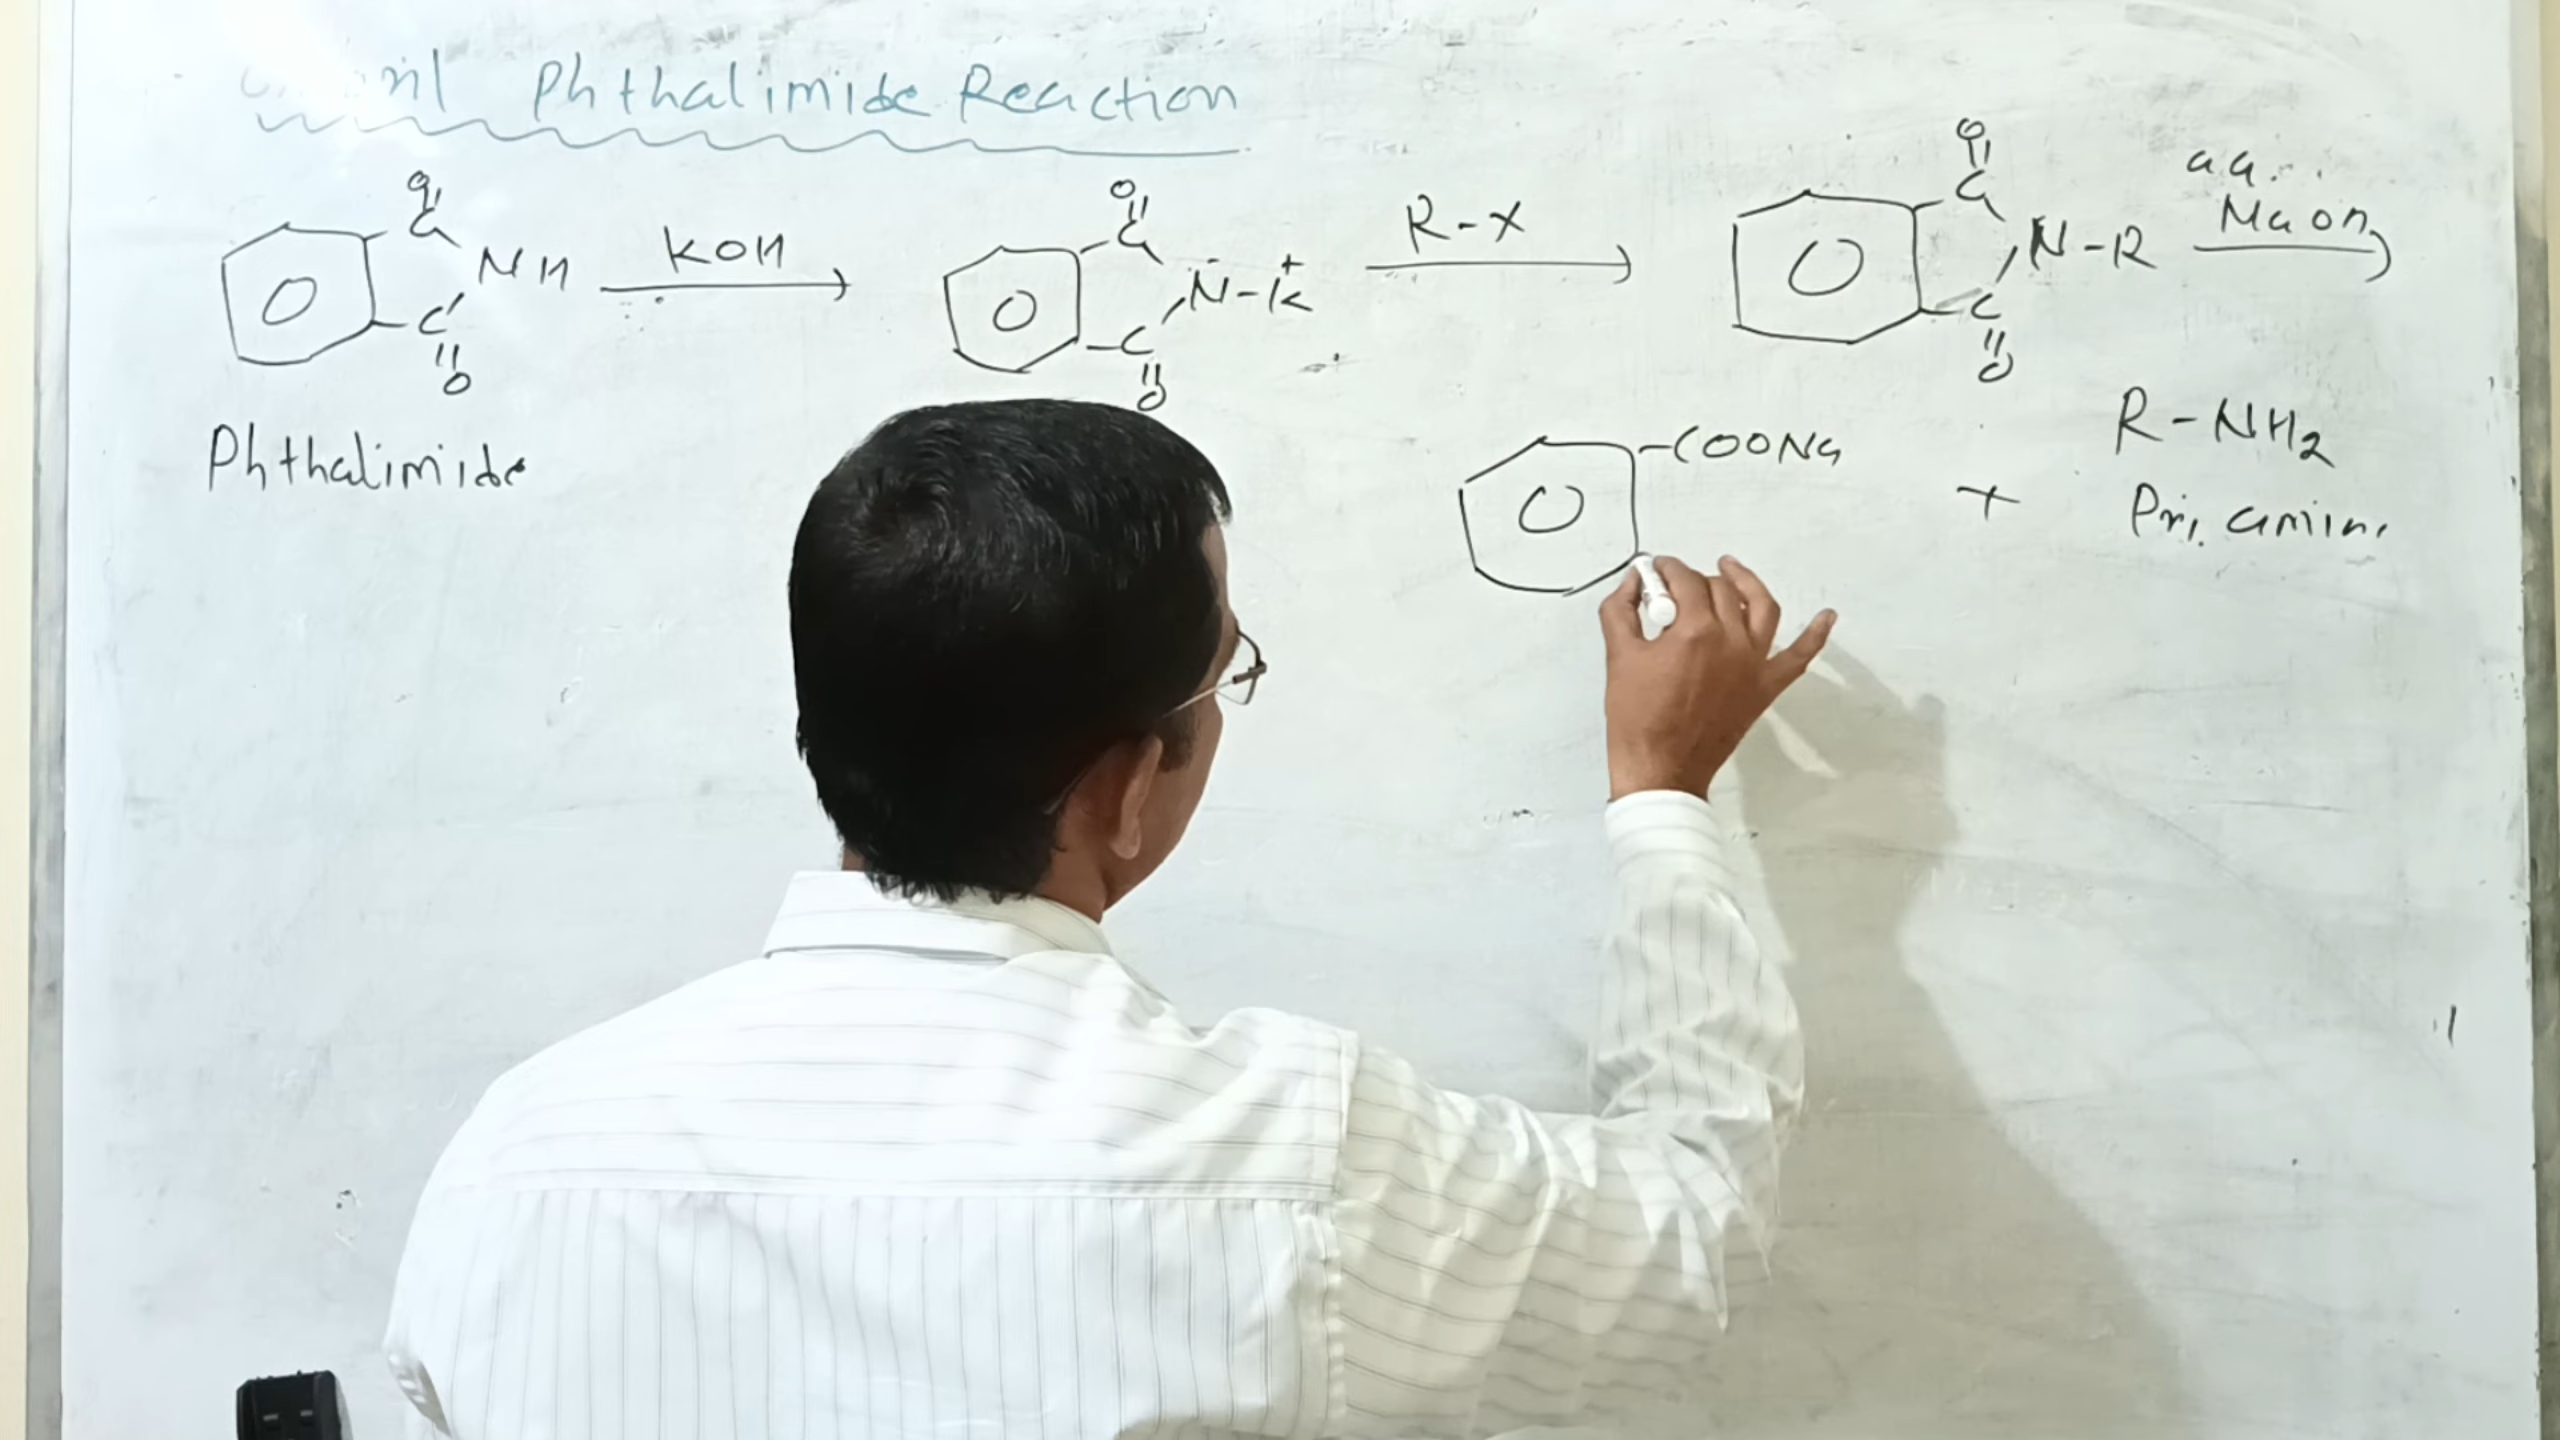 Phthalimide Reaction
O O O
C C C
NH KOH N⁻-K⁺ R-X N-R aq. NaOH
C C C
O O O
Phthalimide
-COONa + R-NH₂
Pri. amine